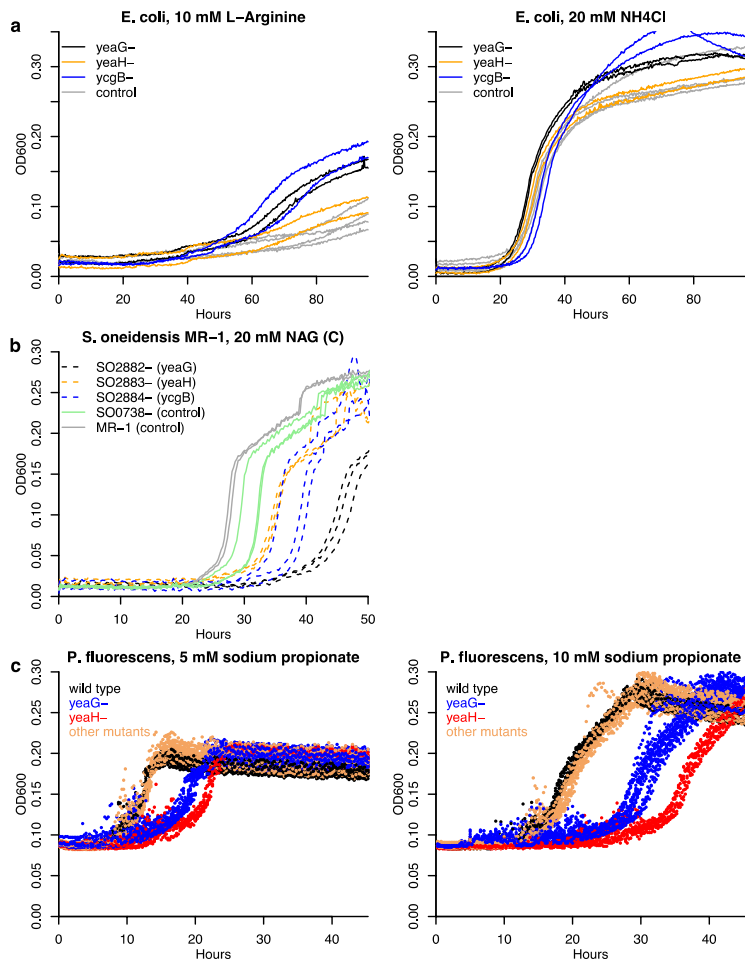 a
E. coli, 10 mM L−Arginine
yeaG−
yeaH−
ycgB−
control
OD600
0.00
0.10
0.20
0.30
0
20
40
60
80
Hours
E. coli, 20 mM NH4Cl
yeaG−
yeaH−
ycgB−
control
OD600
0.00
0.10
0.20
0.30
0
20
40
60
80
Hours
b
S. oneidensis MR−1, 20 mM NAG (C)
SO2882− (yeaG)
SO2883− (yeaH)
SO2884− (ycgB)
SO0738− (control)
MR−1 (control)
OD600
0.00
0.05
0.10
0.15
0.20
0.25
0.30
0
10
20
30
40
50
Hours
c
P. fluorescens, 5 mM sodium propionate
wild type
yeaG−
yeaH−
other mutants
OD600
0.00
0.05
0.10
0.15
0.20
0.25
0.30
0
10
20
30
40
Hours
P. fluorescens, 10 mM sodium propionate
wild type
yeaG−
yeaH−
other mutants
OD600
0.00
0.05
0.10
0.15
0.20
0.25
0.30
0
10
20
30
40
Hours